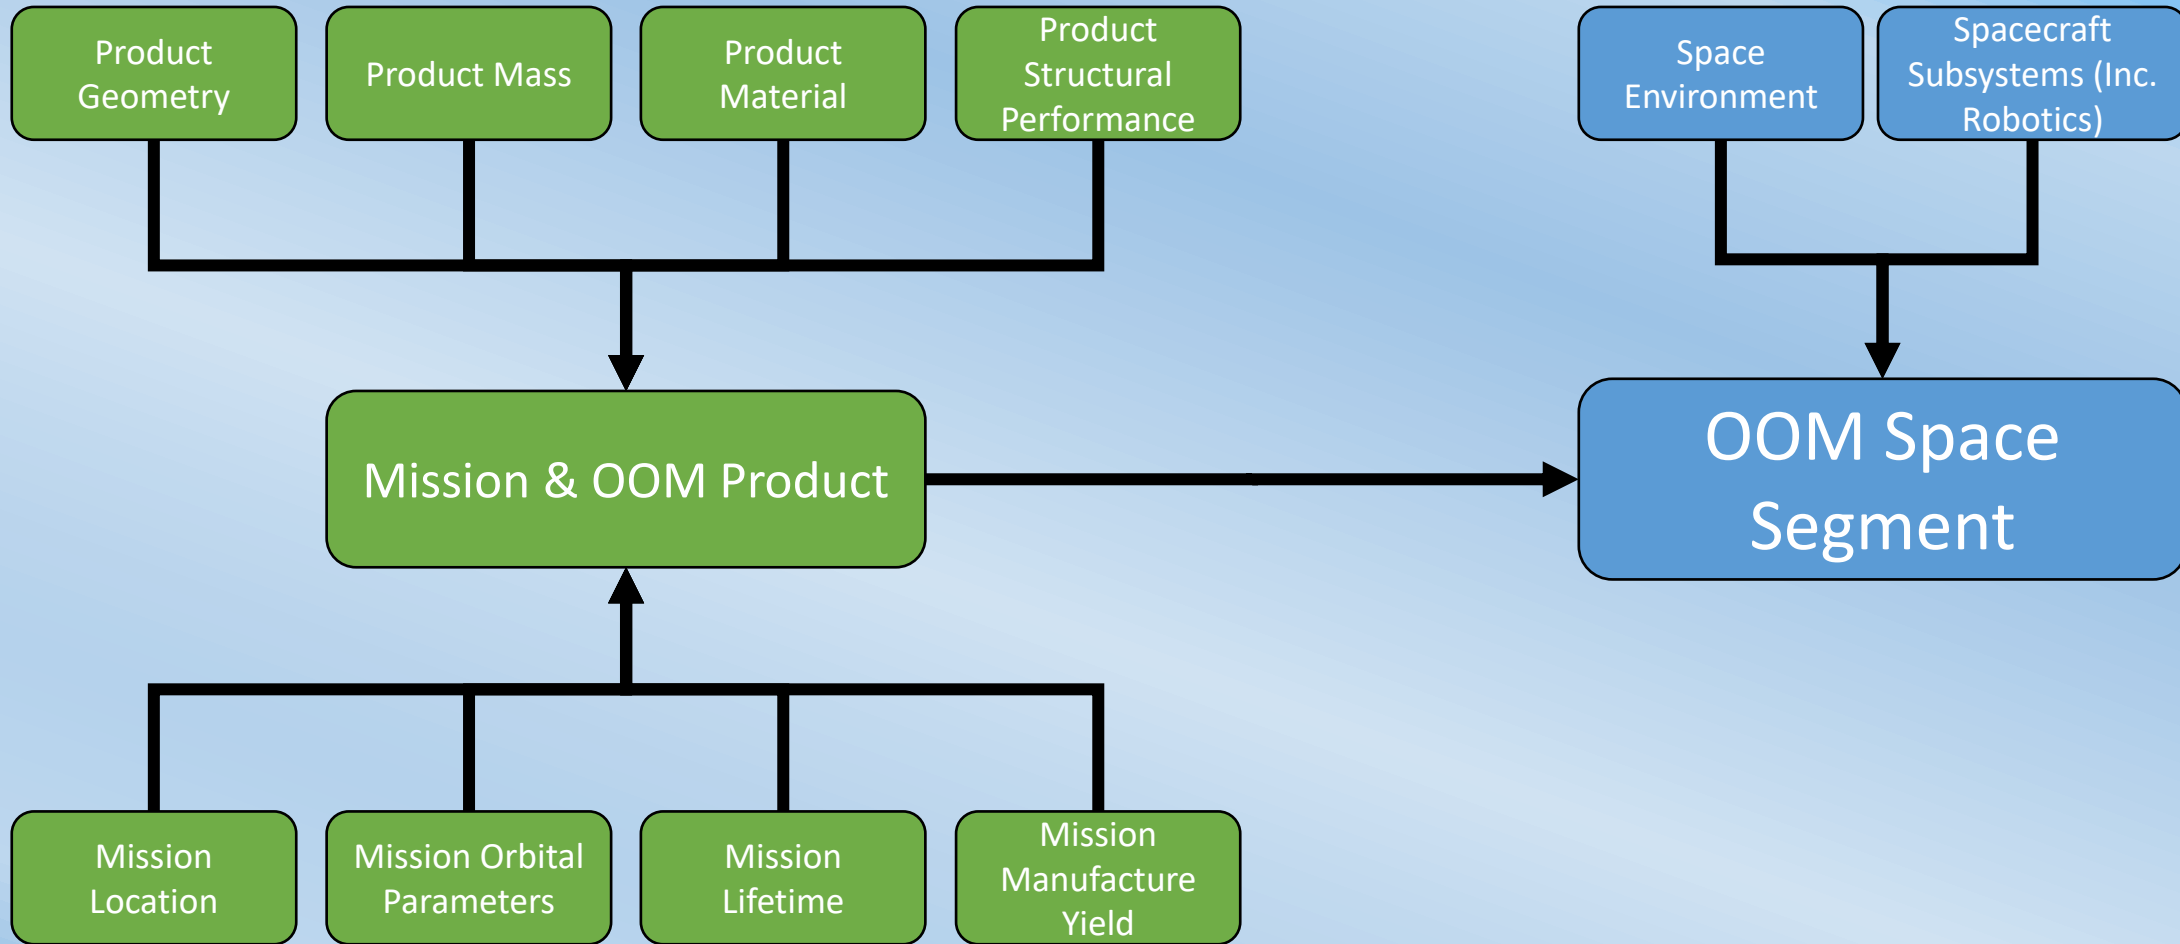 Product
Geometry
Product Mass
Product
Material
Product
Structural
Performance
Space
Environment
Spacecraft
Subsystems (Inc.
Robotics)
Mission & OOM Product
OOM Space
Segment
Mission
Location
Mission Orbital
Parameters
Mission
Lifetime
Mission
Manufacture
Yield